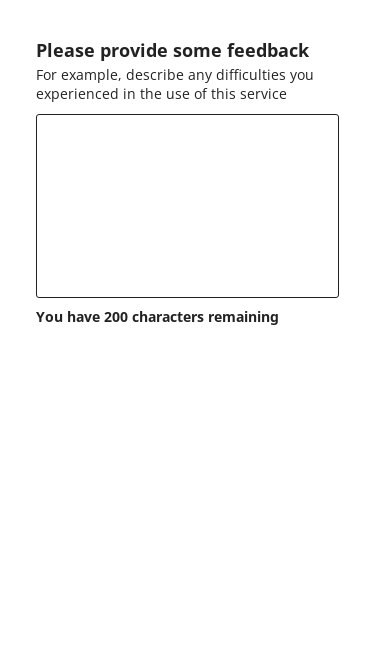 Please provide some feedback
For example, describe any difficulties you
experienced in the use of this service
You have 200 characters remaining